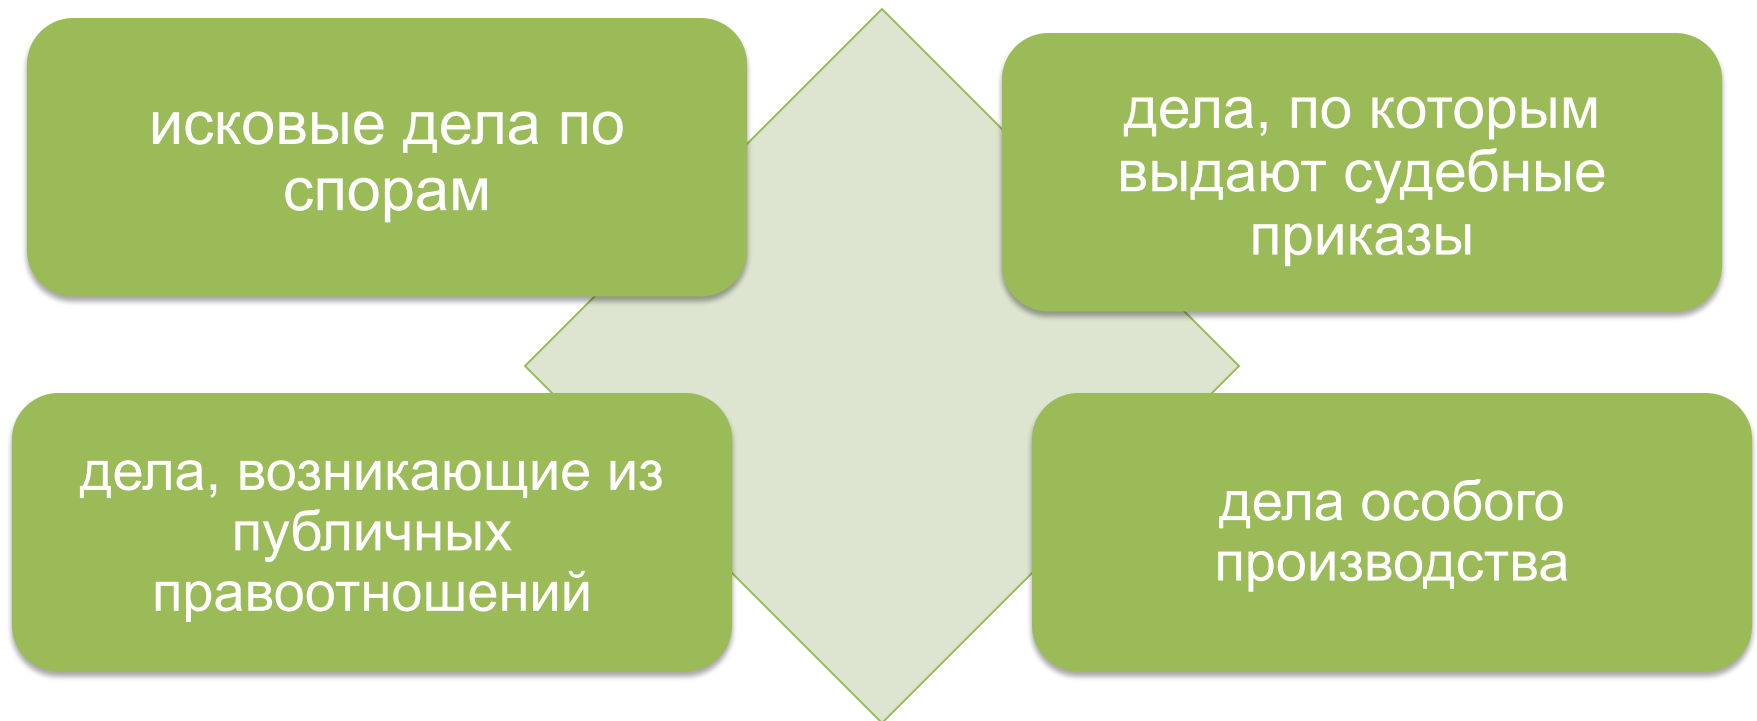 исковые дела по
спорам
дела, по которым
выдают судебные
приказы
дела, возникающие из
публичных
правоотношений
дела особого
производства